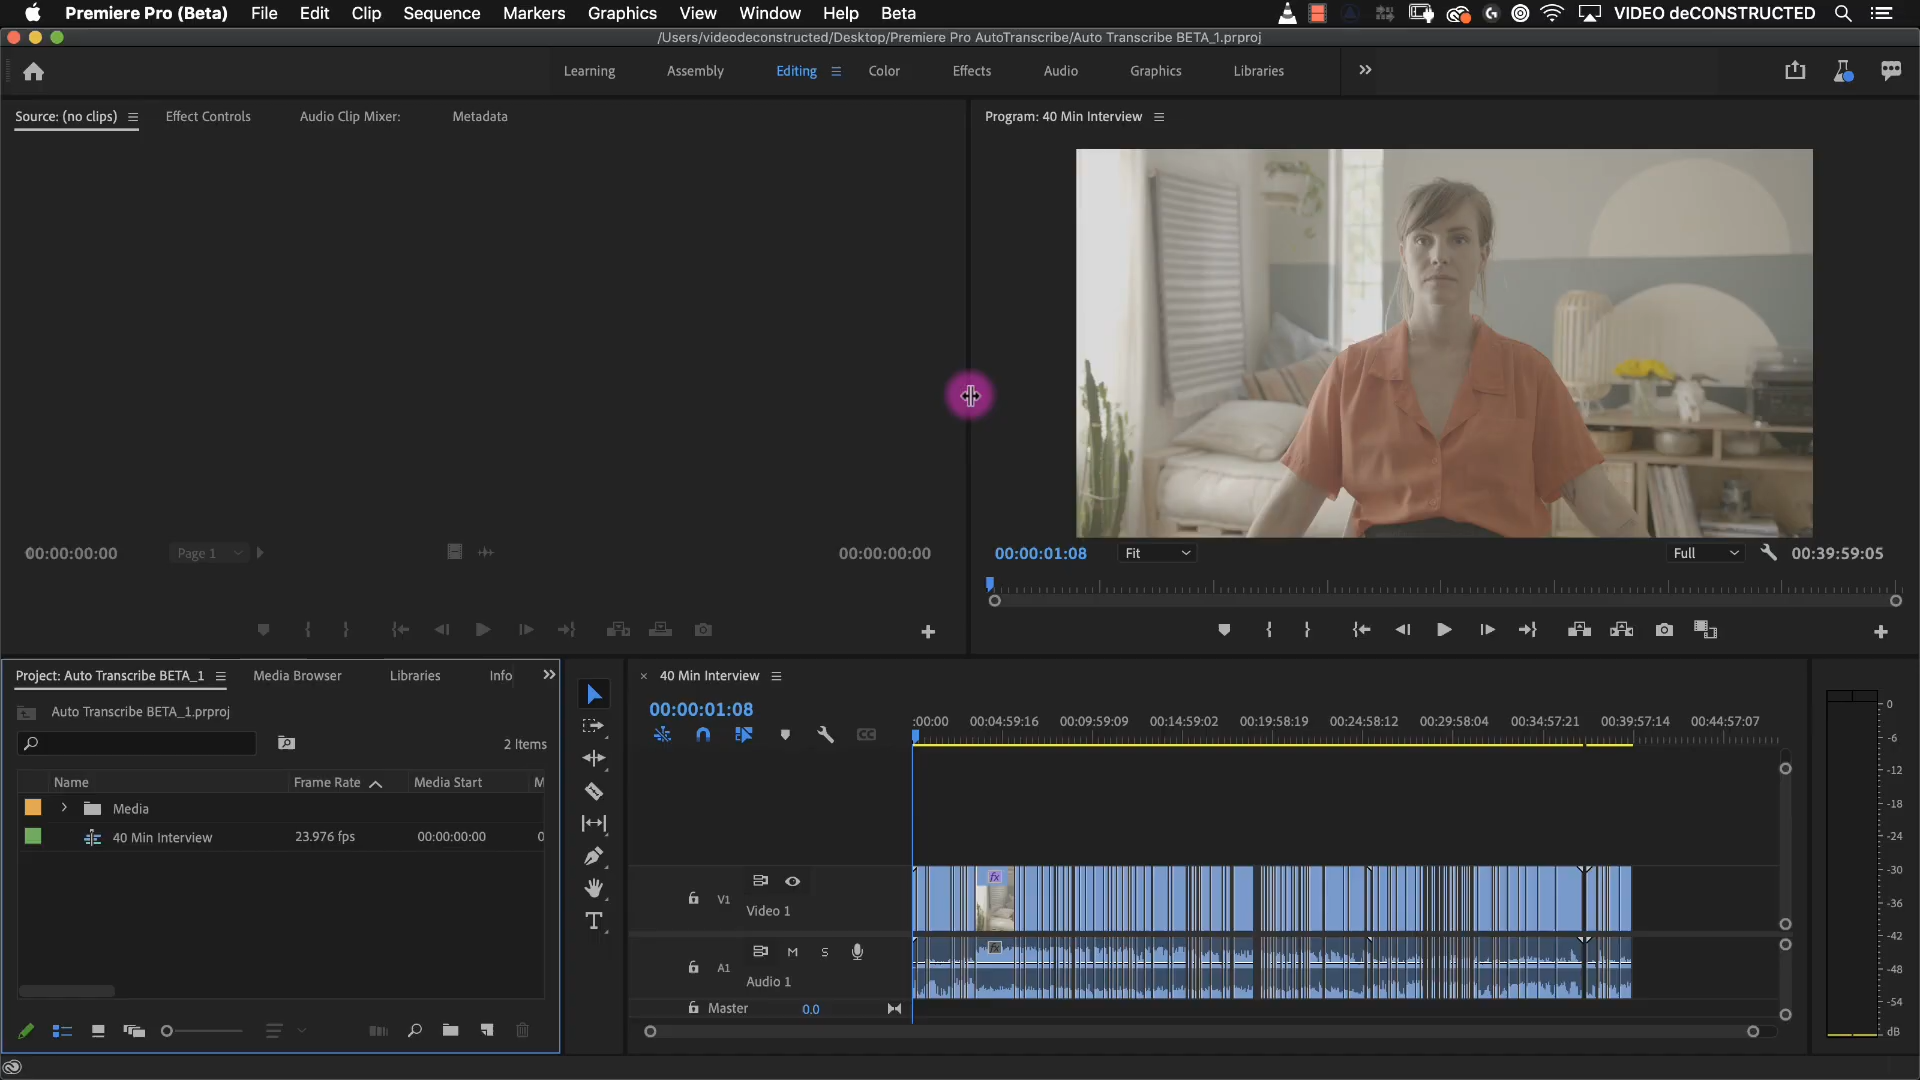 Premiere Pro (Beta) File Edit Clip Sequence Markers Graphics View Window Help Beta VIDEO deCONSTRUCTED
/Users/videodeconstructed/Desktop/Premiere Pro AutoTranscribe/Auto Transcribe BETA_1.prproj
Learning Assembly Editing Color Effects Audio Graphics Libraries
Source: (no clips) Effect Controls Audio Clip Mixer: Metadata
Program: 40 Min Interview
00:00:00:00 Page 1 00:00:00:00
00:00:01:08 Fit Full 00:39:59:05
Project: Auto Transcribe BETA_1 Media Browser Libraries Info
Auto Transcribe BETA_1.prproj
2 Items
Name Frame Rate Media Start M
Media
40 Min Interview 23.976 fps 00:00:00:00 0
T
× 40 Min Interview
00:00:01:08
CC
:00:00 00:04:59:16 00:09:59:09 00:14:59:02 00:19:58:19 00:24:58:12 00:29:58:04 00:34:57:21 00:39:57:14 00:44:57:07
fx
V1
Video 1
fx
M S
A1
Audio 1
Master 0.0
0
-6
-12
-18
-24
-30
-36
-42
-48
-54
dB